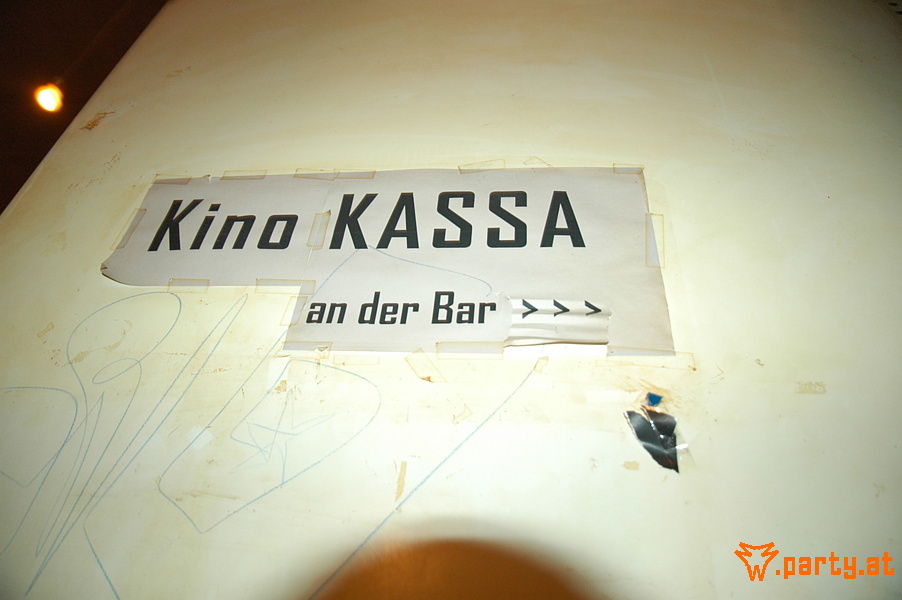 Kino KASSA
an der Bar >>>
w.party.at